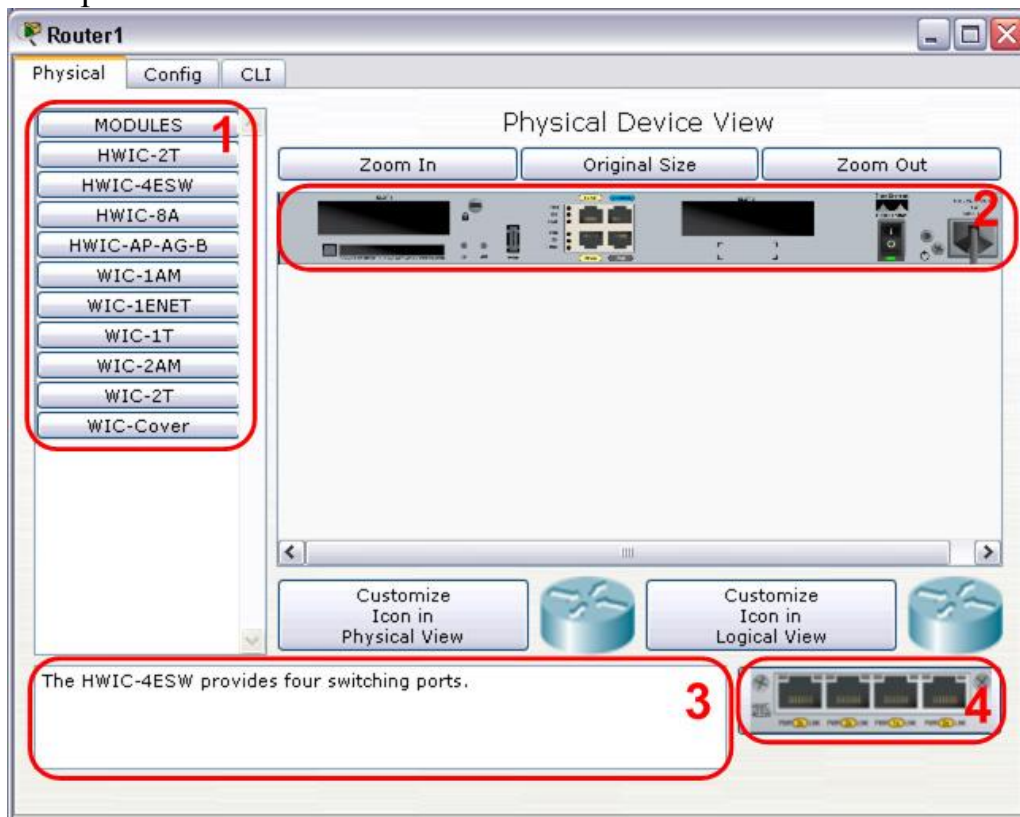 Router1
Physical Config CLI
MODULES
1
HWIC-2T
HWIC-4ESW
HWIC-8A
HWIC-AP-AG-B
WIC-1AM
WIC-1ENET
WIC-1T
WIC-2AM
WIC-2T
WIC-Cover
Physical Device View
Zoom In Original Size Zoom Out
2
Customize
Icon in
Physical View
Customize
Icon in
Logical View
The HWIC-4ESW provides four switching ports.
3
4